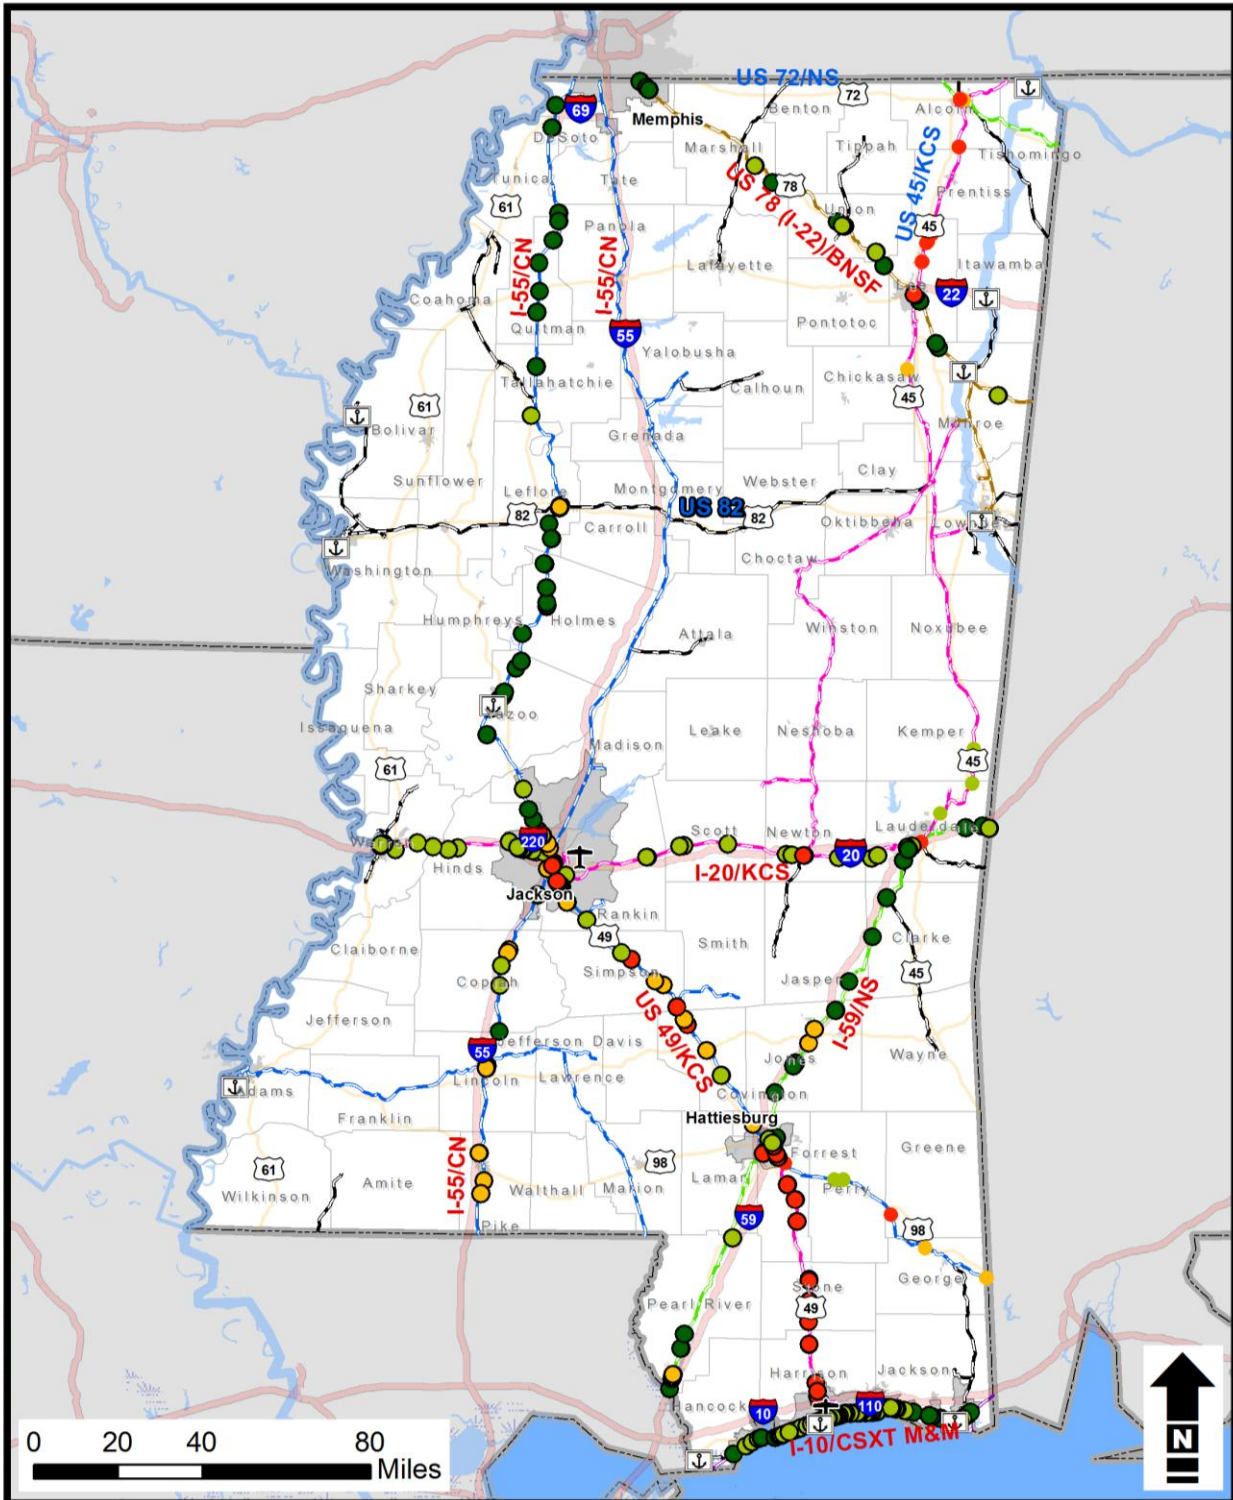 US 72/NS
72
Benton
Alcorn
69
Memphis
DeSoto
Marshall
Tippah
Tishomingo
US 45/KCS
Tunica
Tate
US 78 (I-22)/BNSF
78
Prentiss
61
Union
Panola
45
I-55/CN
I-55/CN
Lafayette
Itawamba
Lee
22
Coahoma
Quitman
55
Pontotoc
Yalobusha
Tallahatchie
Calhoun
Chickasaw
61
45
Bolivar
Grenada
Monroe
Sunflower
Leflore
Montgomery
Webster
Clay
US 82
82
82
Carroll
Oktibbeha
Lowndes
Choctaw
Washington
Humphreys
Holmes
Attala
Winston
Noxubee
Sharkey
Yazoo
Issaquena
Leake
Neshoba
Kemper
Madison
61
45
Warren
220
Scott
Newton
Lauderdale
20
Hinds
I-20/KCS
Jackson
Rankin
49
Smith
Clarke
Claiborne
Simpson
Copiah
Jasper
45
US 49/KCS
I-59/NS
Jefferson
55
Jefferson Davis
Jones
Wayne
Adams
Lincoln
Lawrence
Covington
Franklin
Hattiesburg
I-55/CN
98
Forrest
Greene
61
Lamar
Wilkinson
Amite
Walthall
Marion
Perry
Pike
59
98
George
Stone
Pearl River
49
Harrison
Jackson
Hancock
10
110
I-10/CSXT M&M
0 20 40 80
Miles
N